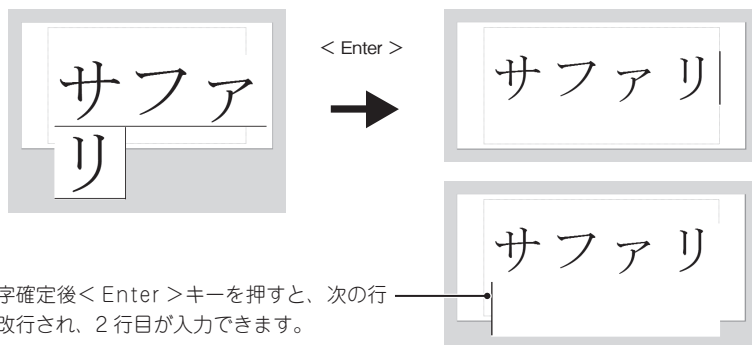 サファ
リ
< Enter >
サファリ
サファリ
字確定後< Enter >キーを押すと、次の行
改行され、2行目が入力できます。